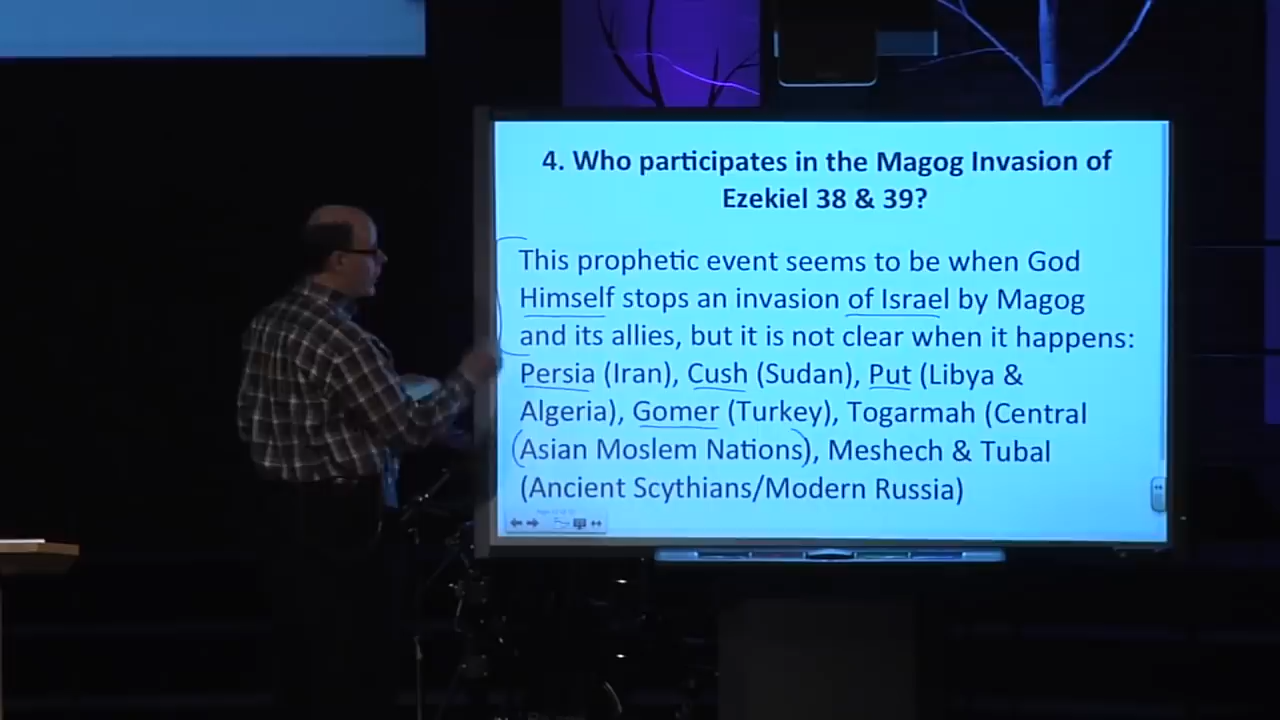 4. Who participates in the Magog Invasion of
Ezekiel 38 & 39?
This prophetic event seems to be when God
Himself stops an invasion of Israel by Magog
and its allies, but it is not clear when it happens:
Persia (Iran), Cush (Sudan), Put (Libya &
Algeria), Gomer (Turkey), Togarmah (Central
Asian Moslem Nations), Meshech & Tubal
(Ancient Scythians/Modern Russia)